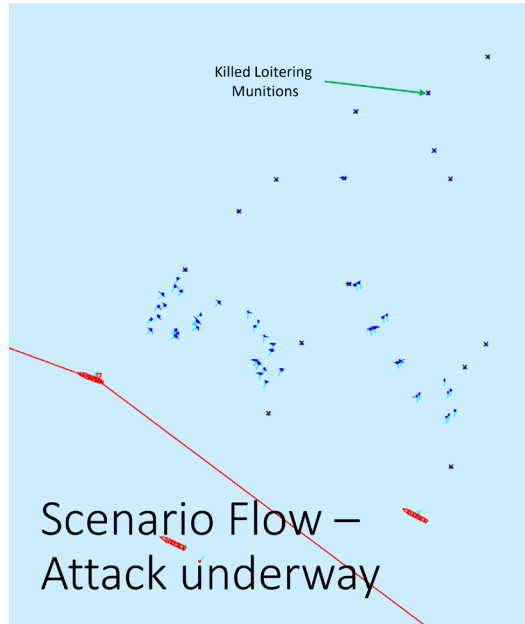 Killed Loitering
Munitions
Scenario Flow –
Attack underway